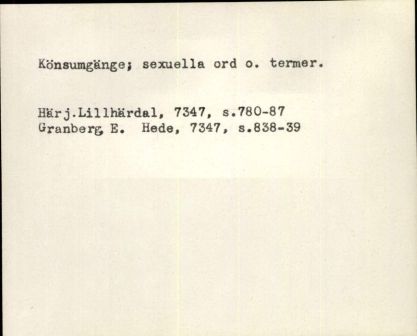 Könsumgänge; sexuella ord o. termer.
Härj.Lillhärdal, 7347, s.780-87
Granberg, E. Hede, 7347, s.838-39